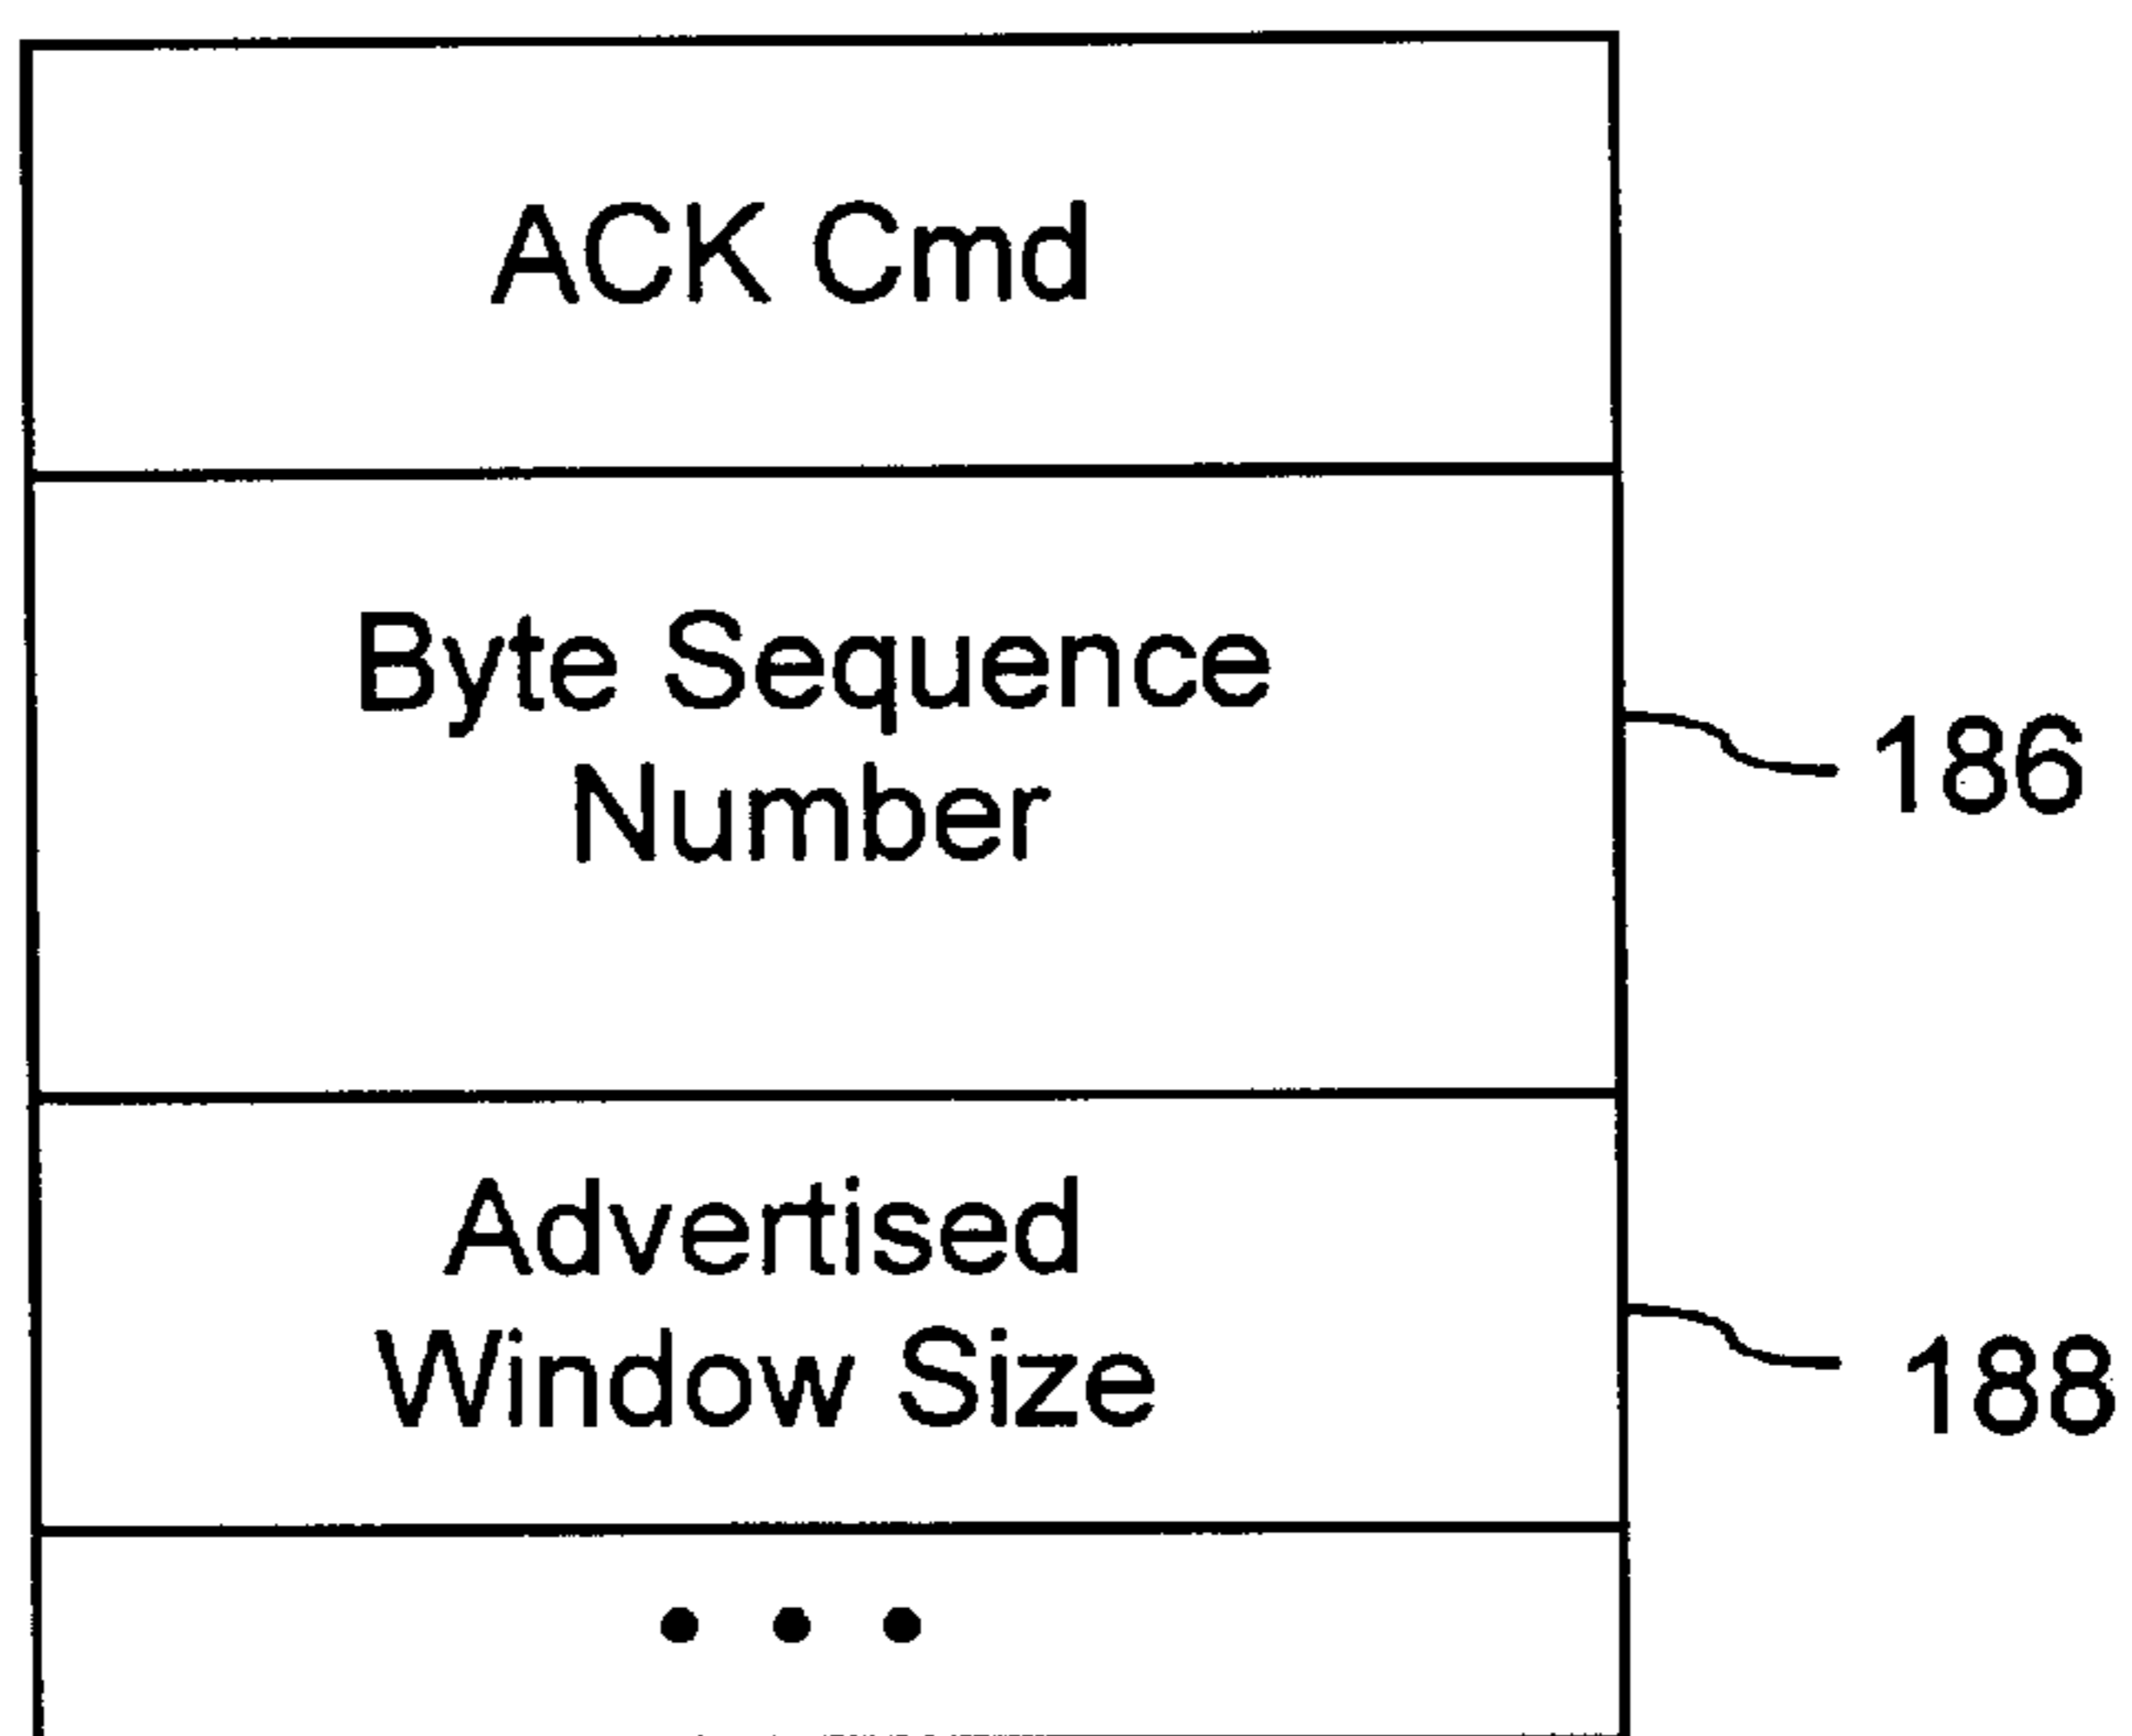 ACK Cmd
Byte Sequence
Number
186
Advertised
Window Size
188
• • •